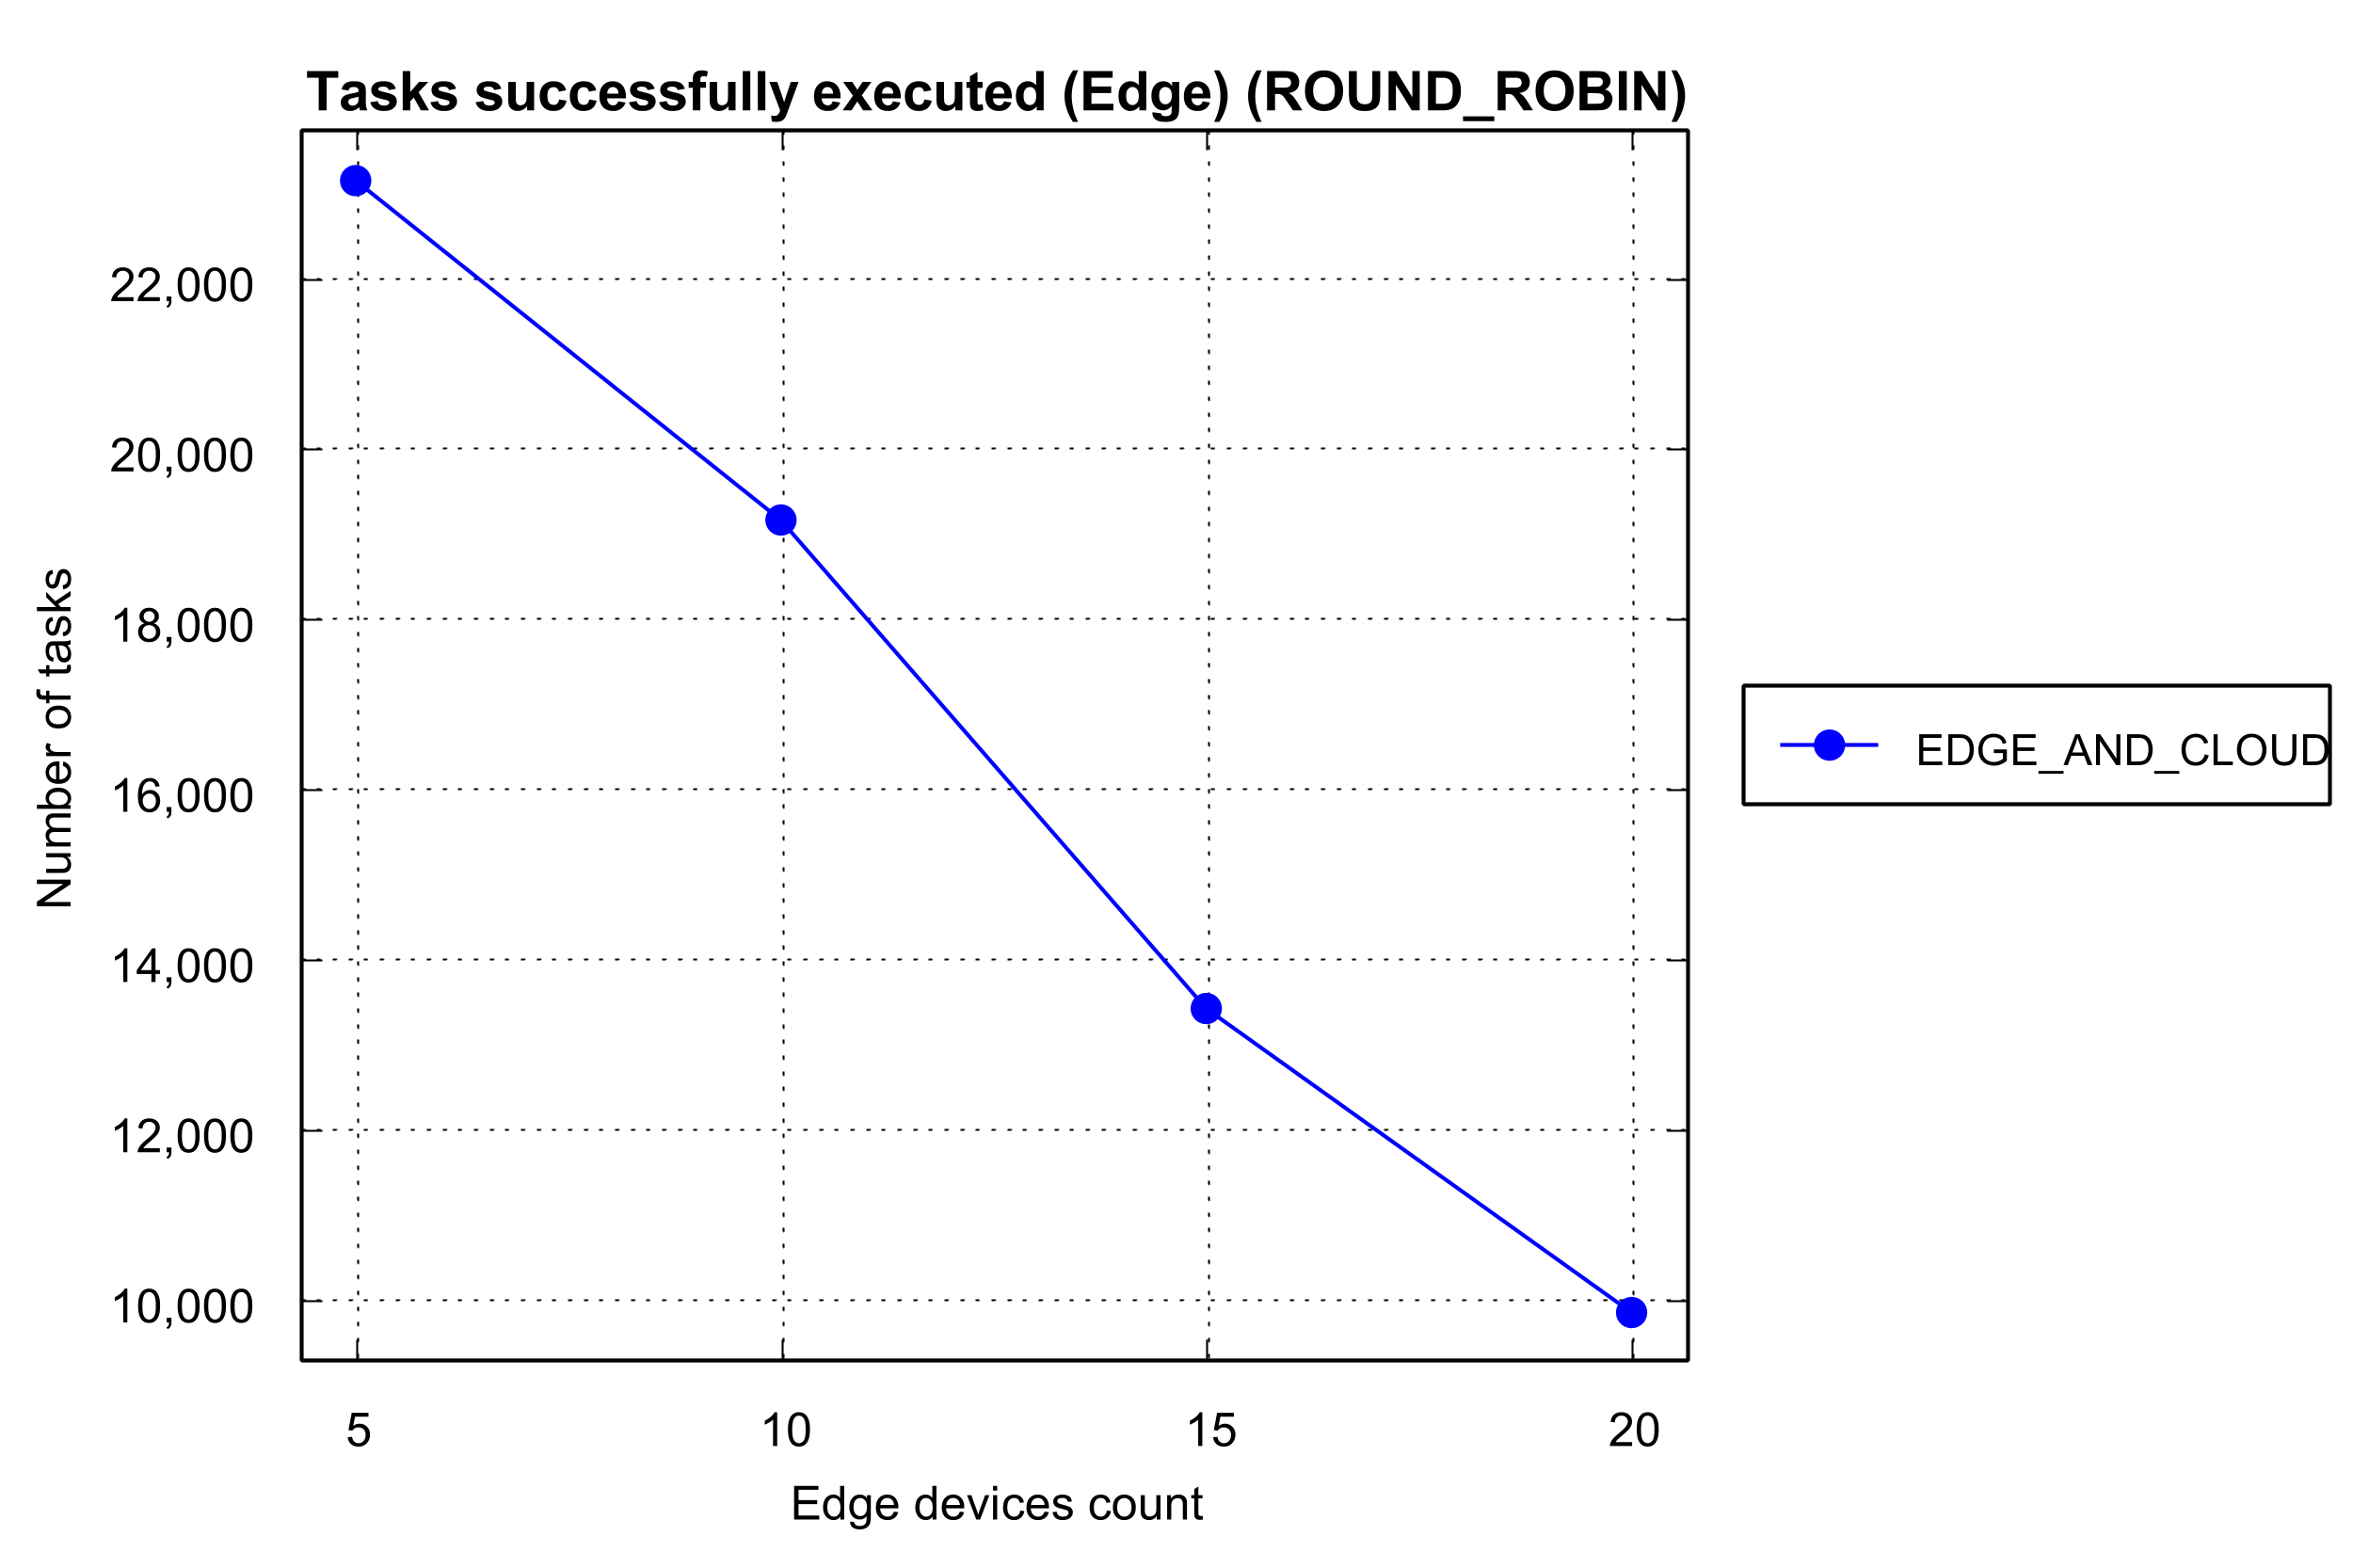 Tasks successfully executed (Edge) (ROUND_ROBIN)
22,000
20,000
18,000
16,000
14,000
12,000
10,000
Number of tasks
5 10 15 20
Edge devices count
EDGE_AND_CLOUD